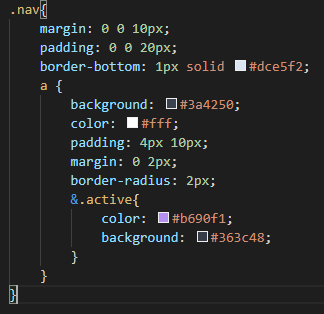 .nav{
    margin: 0 0 10px;
    padding: 0 0 20px;
    border-bottom: 1px solid #dce5f2;
    a {
        background: #3a4250;
        color: #fff;
        padding: 4px 10px;
        margin: 0 2px;
        border-radius: 2px;
        &.active{
            color: #b690f1;
            background: #363c48;
        }
    }
}